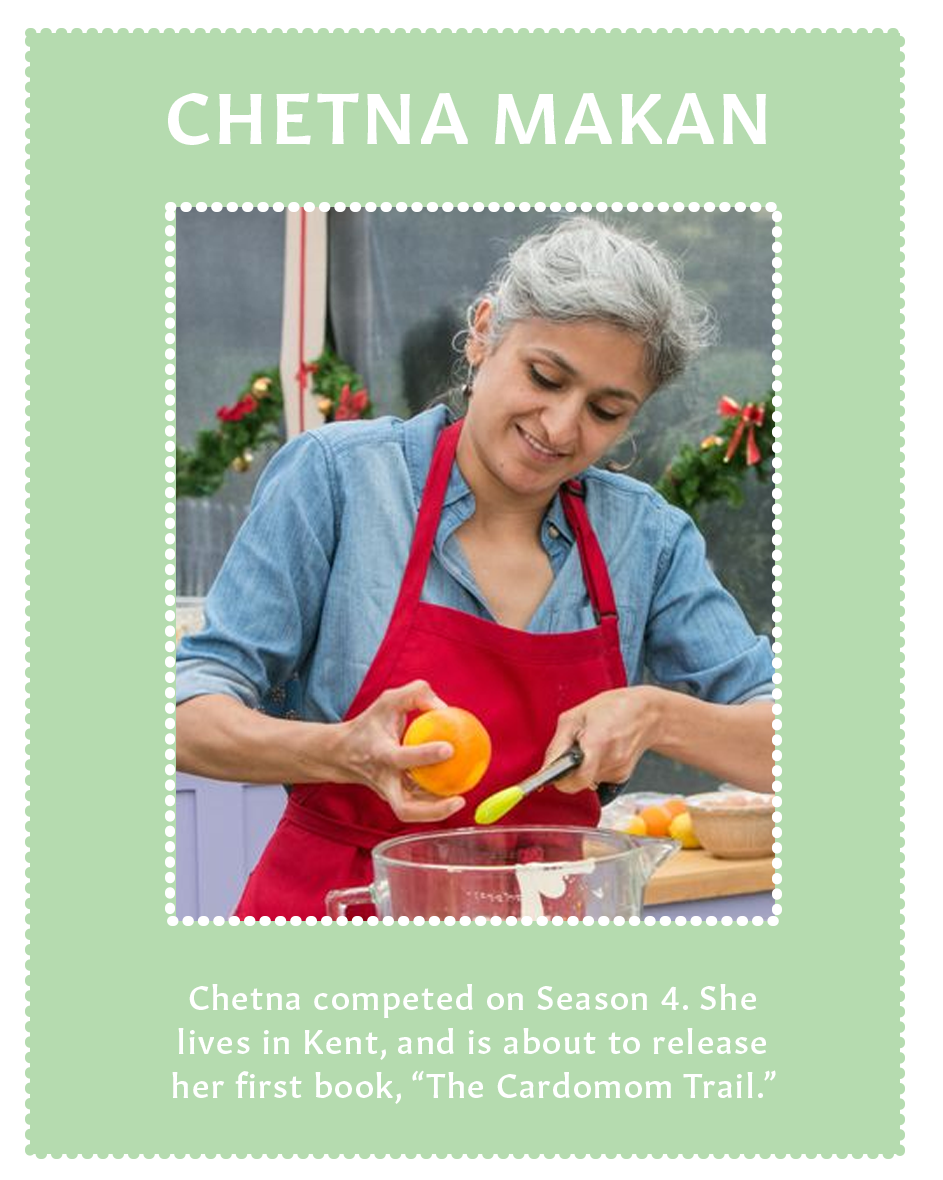 CHETNA MAKAN
Chetna competed on Season 4. She
lives in Kent, and is about to release
her first book, “The Cardomom Trail.”